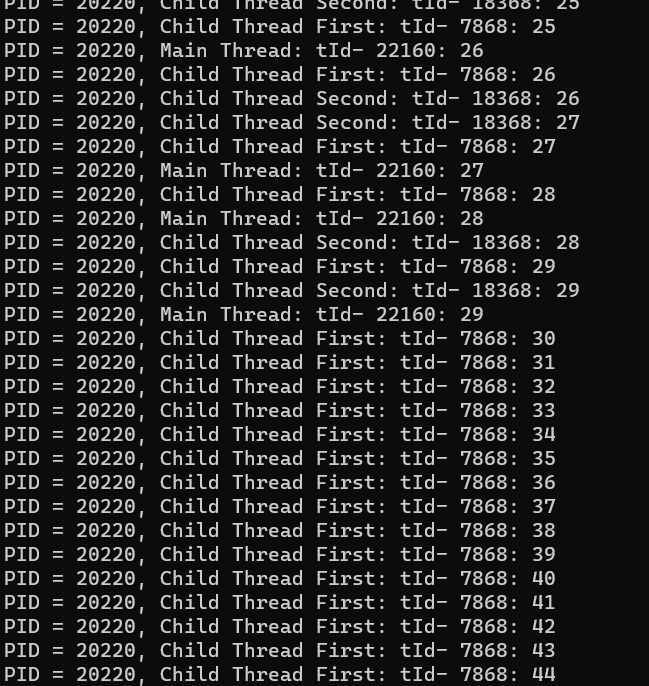 PID = 20220, Child Thread Second: tId- 18368: 25
PID = 20220, Child Thread First: tId- 7868: 25
PID = 20220, Main Thread: tId- 22160: 26
PID = 20220, Child Thread First: tId- 7868: 26
PID = 20220, Child Thread Second: tId- 18368: 26
PID = 20220, Child Thread Second: tId- 18368: 27
PID = 20220, Child Thread First: tId- 7868: 27
PID = 20220, Main Thread: tId- 22160: 27
PID = 20220, Child Thread First: tId- 7868: 28
PID = 20220, Main Thread: tId- 22160: 28
PID = 20220, Child Thread Second: tId- 18368: 28
PID = 20220, Child Thread First: tId- 7868: 29
PID = 20220, Child Thread Second: tId- 18368: 29
PID = 20220, Main Thread: tId- 22160: 29
PID = 20220, Child Thread First: tId- 7868: 30
PID = 20220, Child Thread First: tId- 7868: 31
PID = 20220, Child Thread First: tId- 7868: 32
PID = 20220, Child Thread First: tId- 7868: 33
PID = 20220, Child Thread First: tId- 7868: 34
PID = 20220, Child Thread First: tId- 7868: 35
PID = 20220, Child Thread First: tId- 7868: 36
PID = 20220, Child Thread First: tId- 7868: 37
PID = 20220, Child Thread First: tId- 7868: 38
PID = 20220, Child Thread First: tId- 7868: 39
PID = 20220, Child Thread First: tId- 7868: 40
PID = 20220, Child Thread First: tId- 7868: 41
PID = 20220, Child Thread First: tId- 7868: 42
PID = 20220, Child Thread First: tId- 7868: 43
PID = 20220, Child Thread First: tId- 7868: 44